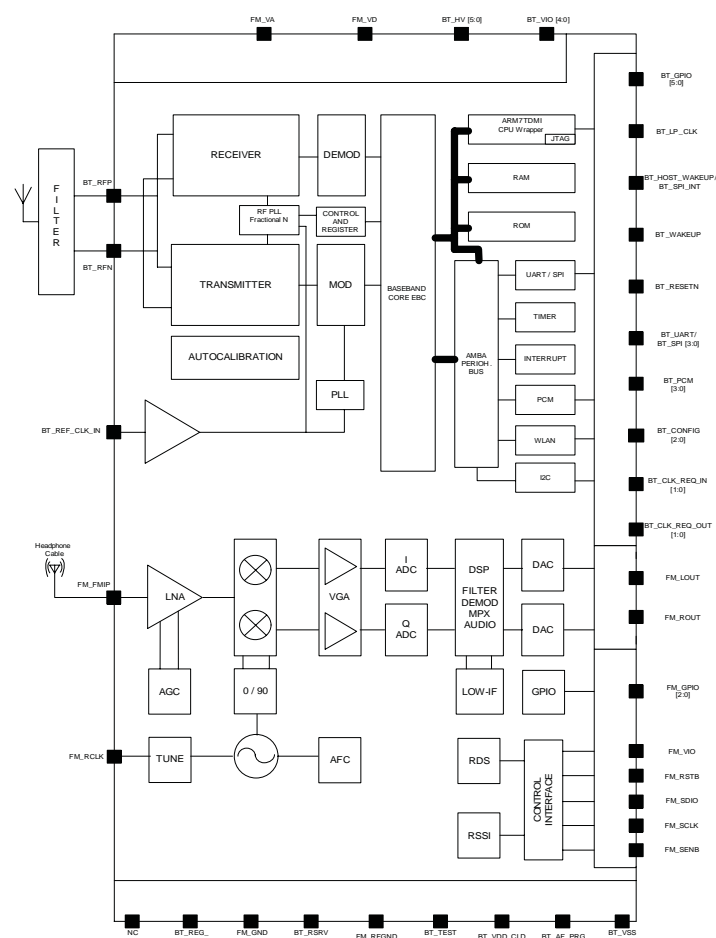 FM_VA
FM_VD
BT_HV [5:0]
BT_VIO [4:0]
BT_GPIO
[5:0]
BT_LP_CLK
BT_HOST_WAKEUP/
BT_SPI_INT
BT_WAKEUP
BT_RESETN
BT_UART/
BT_SPI [3:0]
BT_PCM
[3:0]
BT_CONFIG
[2:0]
BT_CLK_REQ_IN
[1:0]
BT_CLK_REQ_OUT
[1:0]
FM_LOUT
FM_ROUT
FM_GPIO
[2:0]
FM_VIO
FM_RSTB
FM_SDIO
FM_SCLK
FM_SENB
FILTER
BT_RFP
BT_RFN
RECEIVER
DEMOD
RF PLL
Fractional N
CONTROL
AND
REGISTER
TRANSMITTER
MOD
AUTOCALIBRATION
PLL
BT_REF_CLK_IN
BASEBAND
CORE EBC
ARM7TDMI
CPU Wrapper
JTAG
RAM
ROM
AMBA
PERIOH.
BUS
UART / SPI
TIMER
INTERRUPT
PCM
WLAN
I2C
Headphone
Cable
FM_FMIP
LNA
AGC
0 / 90
VGA
I
ADC
Q
ADC
DSP
FILTER
DEMOD
MPX
AUDIO
DAC
DAC
LOW-IF
GPIO
FM_RCLK
TUNE
AFC
RDS
RSSI
CONTROL
INTERFACE
NC
BT_REG_
FM_GND
BT_RSRV
FM_RFGND
BT_TEST
BT_VDD_CLD
BT_AF_PRG
BT_VSS